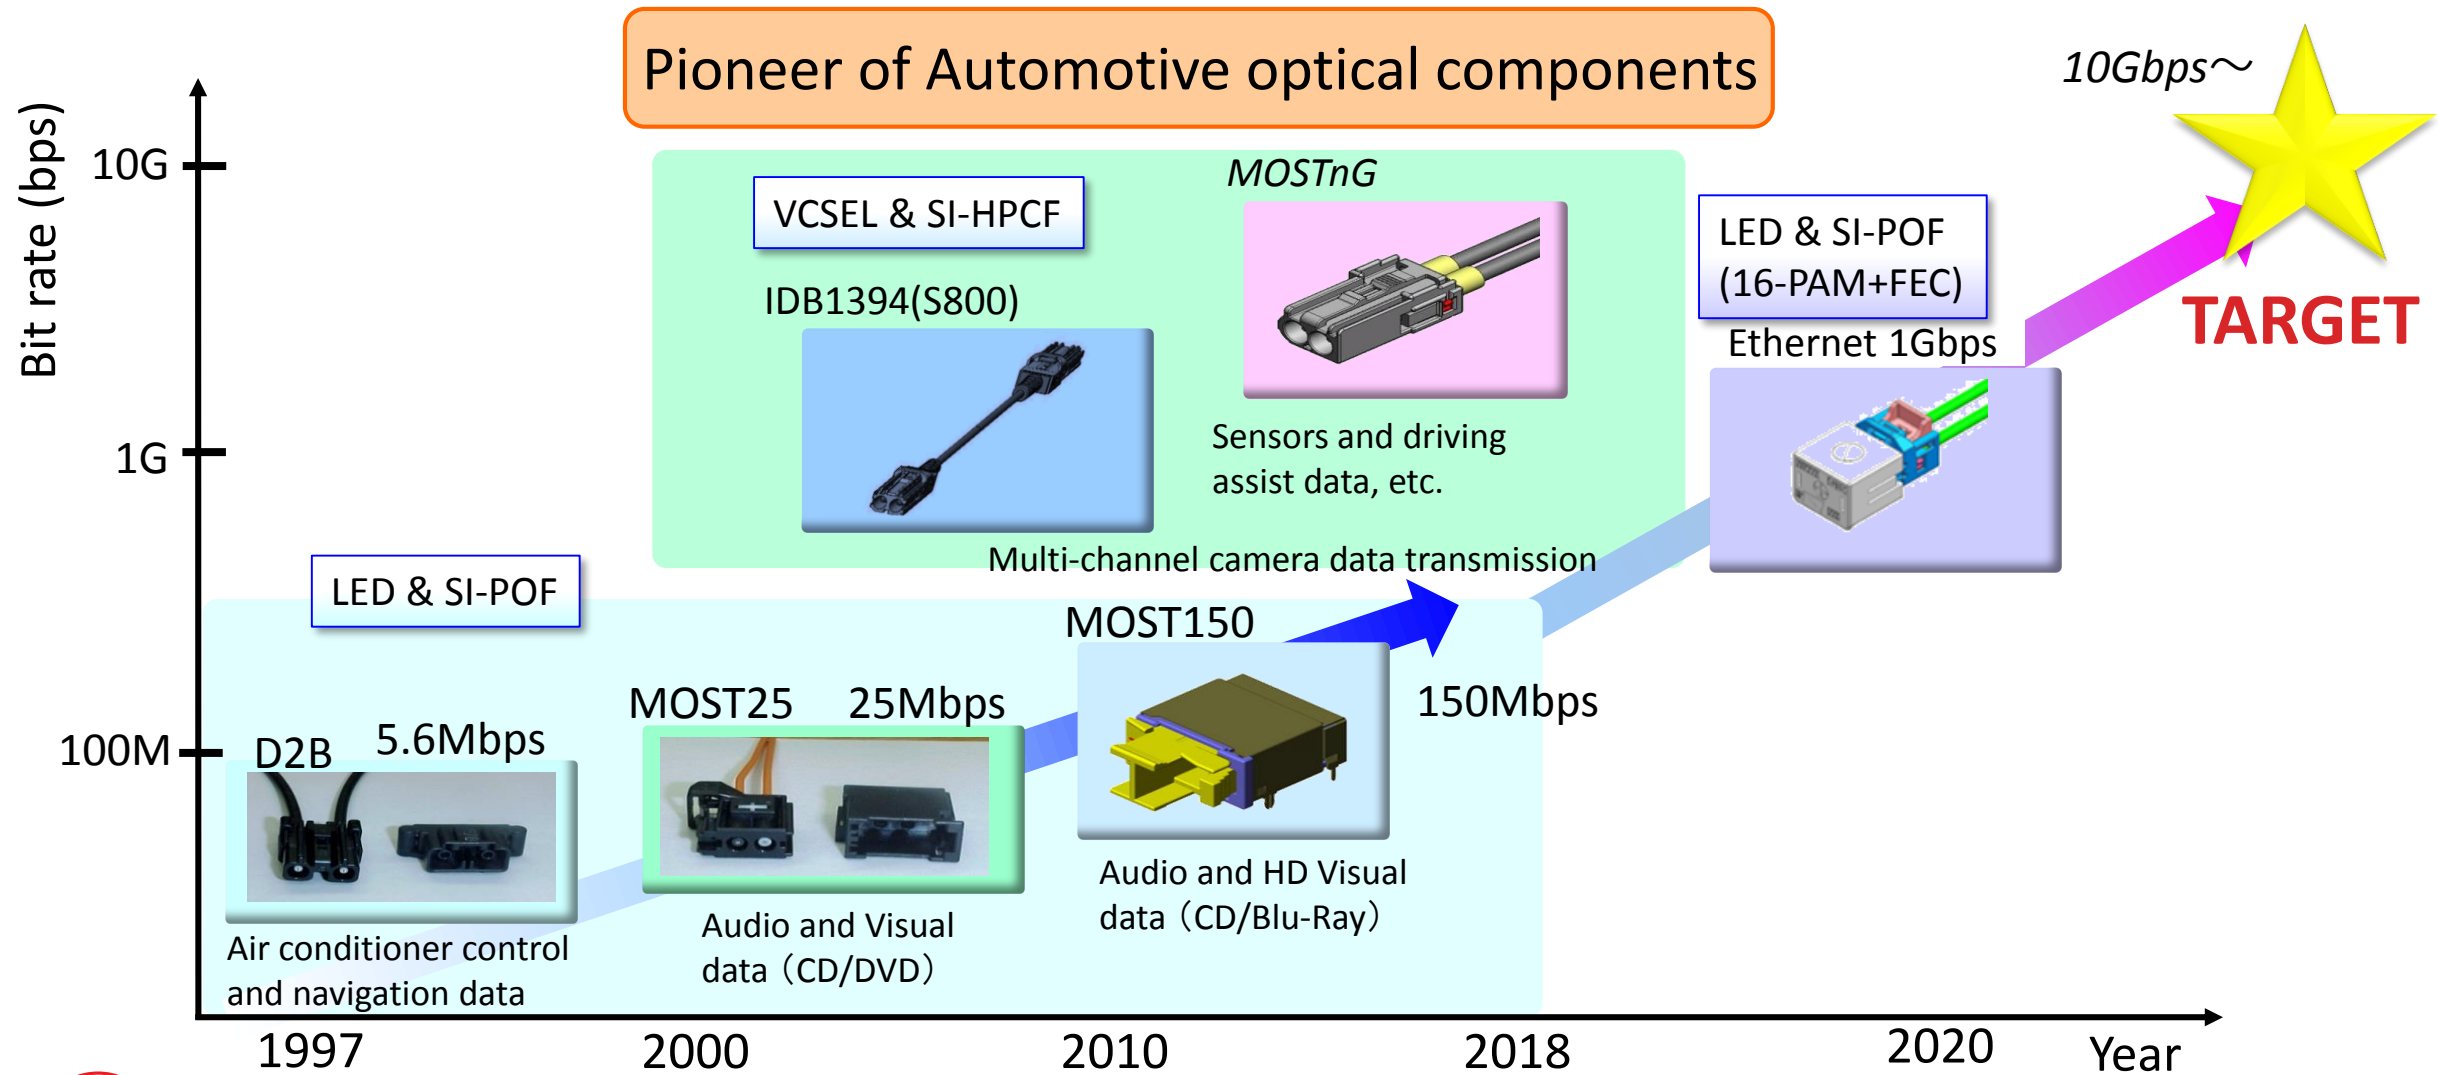 Pioneer of Automotive optical components
10Gbps～
TARGET
Bit rate (bps)
10G
1G
100M
VCSEL & SI-HPCF
MOSTnG
IDB1394(S800)
Sensors and driving
assist data, etc.
Multi-channel camera data transmission
LED & SI-POF
(16-PAM+FEC)
Ethernet 1Gbps
LED & SI-POF
D2B
5.6Mbps
Air conditioner control
and navigation data
MOST25
25Mbps
Audio and Visual
data（CD/DVD）
MOST150
150Mbps
Audio and HD Visual
data（CD/Blu-Ray）
1997
2000
2010
2018
2020
Year